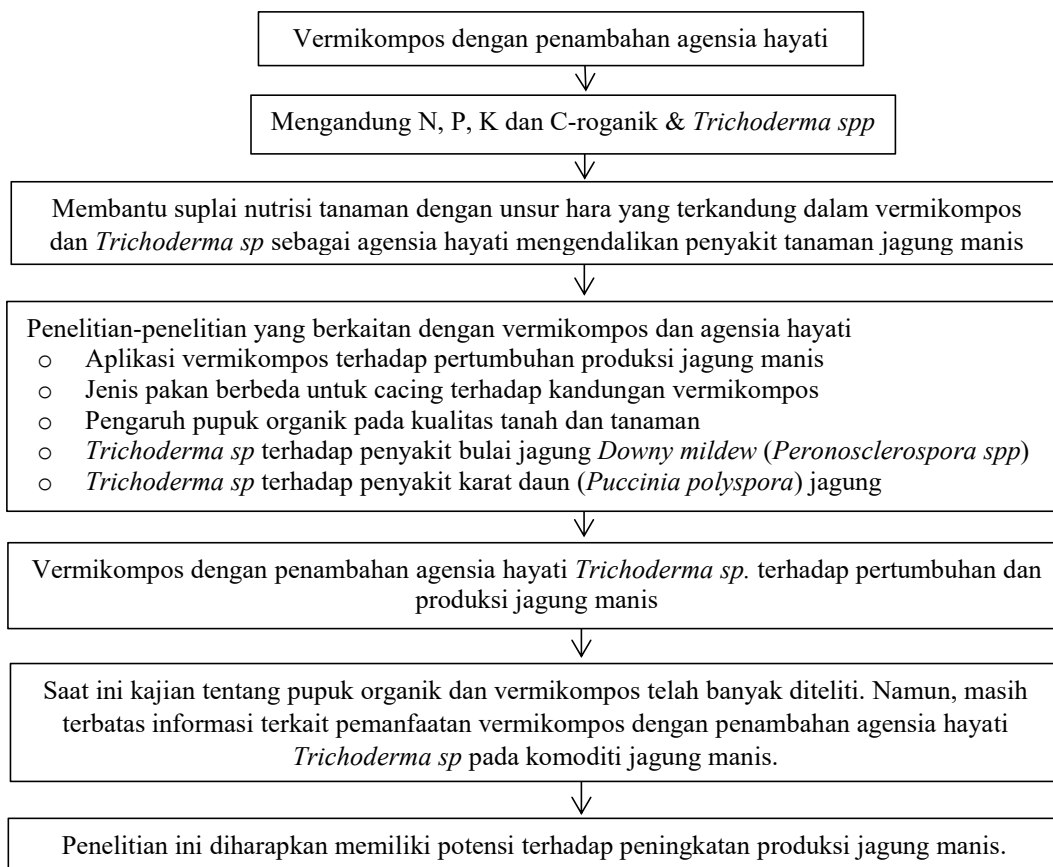 Vermikompos dengan penambahan agensia hayati
Mengandung N, P, K dan C-roganik & Trichoderma spp
Membantu suplai nutrisi tanaman dengan unsur hara yang terkandung dalam vermikompos
dan Trichoderma sp sebagai agensia hayati mengendalikan penyakit tanaman jagung manis
Penelitian-penelitian yang berkaitan dengan vermikompos dan agensia hayati
o Aplikasi vermikompos terhadap pertumbuhan produksi jagung manis
o Jenis pakan berbeda untuk cacing terhadap kandungan vermikompos
o Pengaruh pupuk organik pada kualitas tanah dan tanaman
o Trichoderma sp terhadap penyakit bulai jagung Downy mildew (Peronosclerospora spp)
o Trichoderma sp terhadap penyakit karat daun (Puccinia polyspora) jagung
Vermikompos dengan penambahan agensia hayati Trichoderma sp. terhadap pertumbuhan dan
produksi jagung manis
Saat ini kajian tentang pupuk organik dan vermikompos telah banyak diteliti. Namun, masih
terbatas informasi terkait pemanfaatan vermikompos dengan penambahan agensia hayati
Trichoderma sp pada komoditi jagung manis.
Penelitian ini diharapkan memiliki potensi terhadap peningkatan produksi jagung manis.